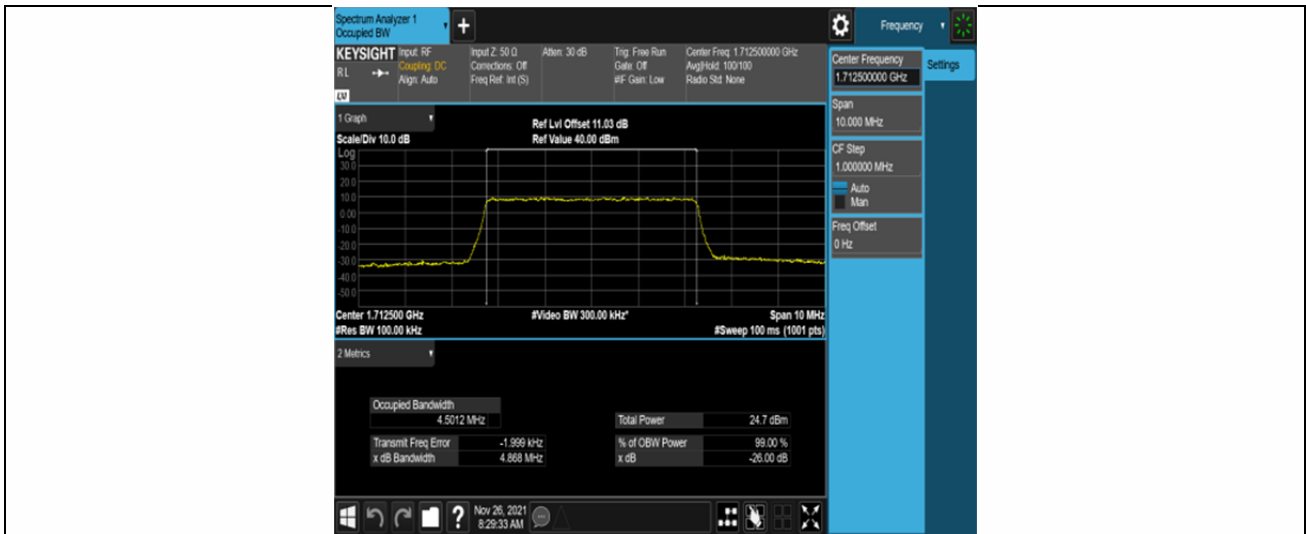 Spectrum Analyzer 1
Occupied BW
+
Frequency
KEYSIGHT Input: RF Input Z: 50 Ω Atten: 30 dB Trig: Free Run Center Freq: 1.712500000 GHz
RL Coupling: DC Corrections: Off Gate: Off Avg|Hold: 100/100
Align: Auto Freq Ref: Int (S) #IF Gain: Low Radio Std: None
LV
Center Frequency
1.712500000 GHz
Settings
Span
10.000 MHz
CF Step
1.000000 MHz
Auto
Man
Freq Offset
0 Hz
1 Graph
Ref Lvl Offset 11.03 dB
Scale/Div 10.0 dB Ref Value 40.00 dBm
Log
30.0
20.0
10.0
0.00
-10.0
-20.0
-30.0
-40.0
-50.0
Center 1.712500 GHz #Video BW 300.00 kHz* Span 10 MHz
#Res BW 100.00 kHz #Sweep 100 ms (1001 pts)
2 Metrics
Occupied Bandwidth
4.5012 MHz Total Power 24.7 dBm
Transmit Freq Error -1.999 kHz % of OBW Power 99.00 %
x dB Bandwidth 4.868 MHz x dB -26.00 dB
? Nov 26, 2021
8:29:33 AM